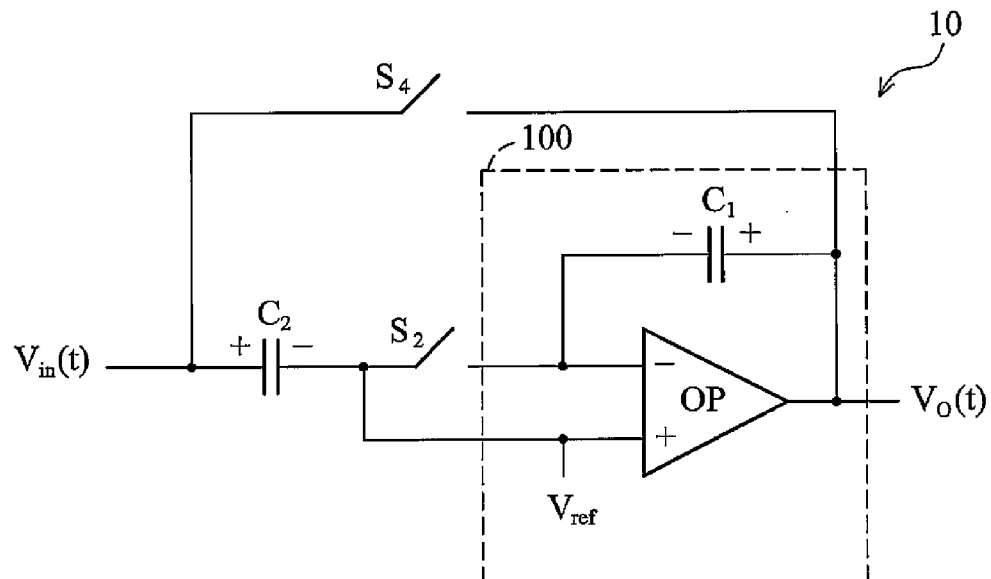 10
S4
100
C1
- +
C2
+ -
S2
Vin(t)
-
OP
VO(t)
+
Vref